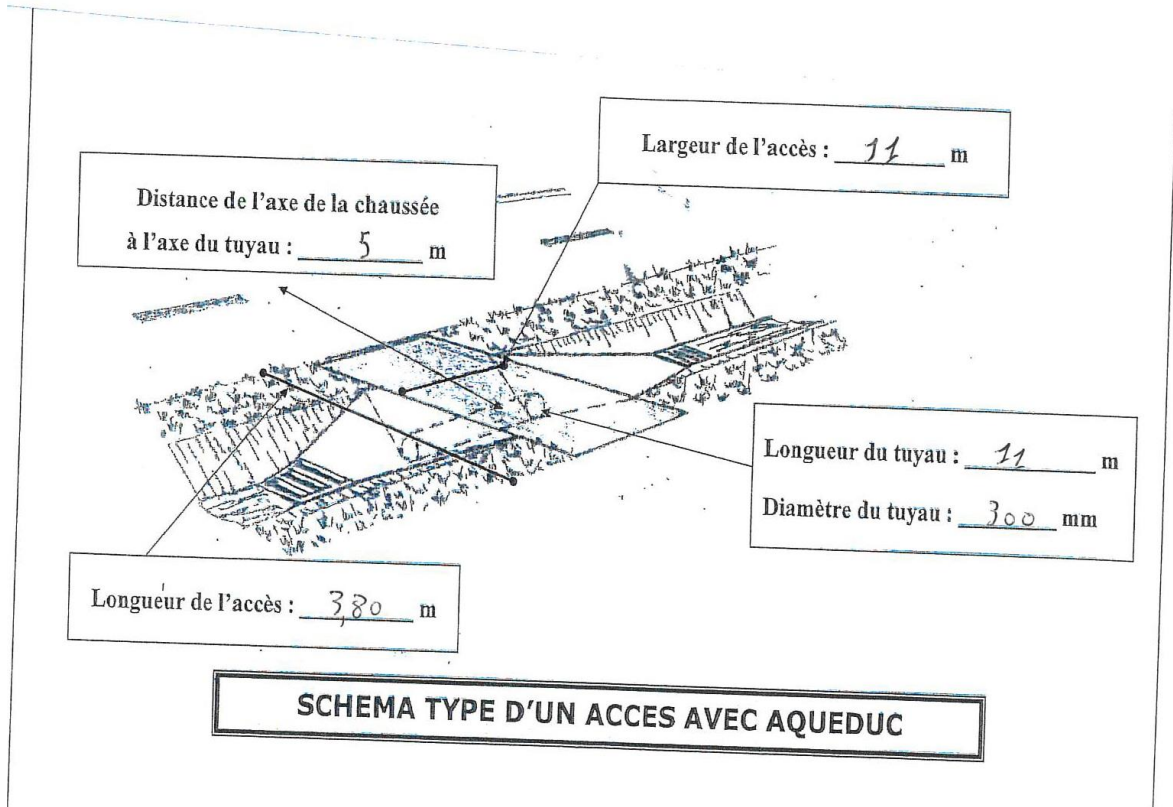 Largeur de l'accès : 11 m
Distance de l'axe de la chaussée
à l'axe du tuyau : 5 m
Longueur du tuyau : 11 m
Diamètre du tuyau : 300 mm
Longueur de l'accès : 3,80 m
SCHEMA TYPE D'UN ACCES AVEC AQUEDUC